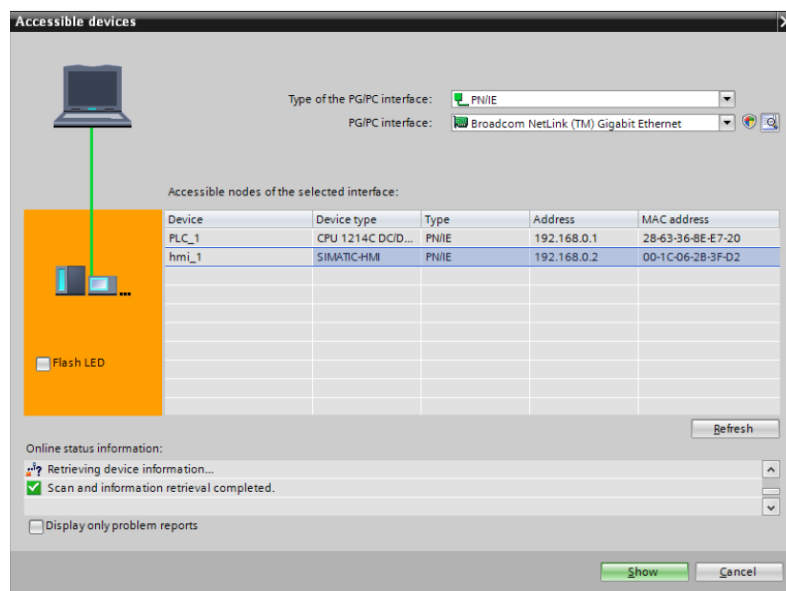 Accessible devices
Type of the PG/PC interface: PN/IE
PG/PC interface: Broadcom NetLink (TM) Gigabit Ethernet
Accessible nodes of the selected interface:
Device Device type Type Address MAC address
PLC_1 CPU 1214C DC/D... PN/IE 192.168.0.1 28-63-36-8E-E7-20
hmi_1 SIMATIC-HMI PN/IE 192.168.0.2 00-1C-06-2B-3F-D2
Flash LED
Refresh
Online status information:
Retrieving device information...
Scan and information retrieval completed.
Display only problem reports
Show Cancel